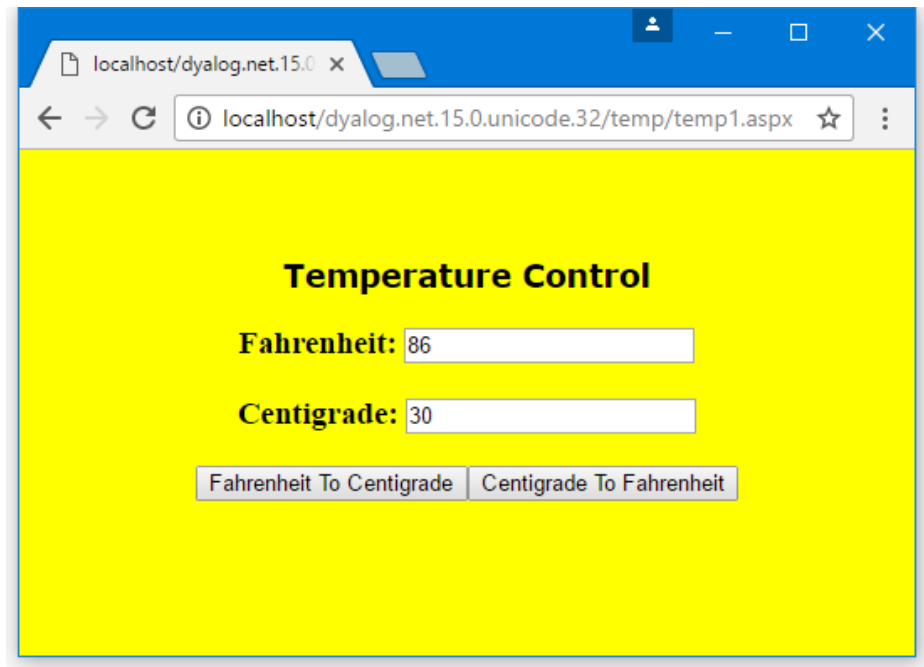 localhost/dyalog.net.15.0
localhost/dyalog.net.15.0.unicode.32/temp/temp1.aspx
Temperature Control
Fahrenheit: 86
Centigrade: 30
Fahrenheit To Centigrade Centigrade To Fahrenheit